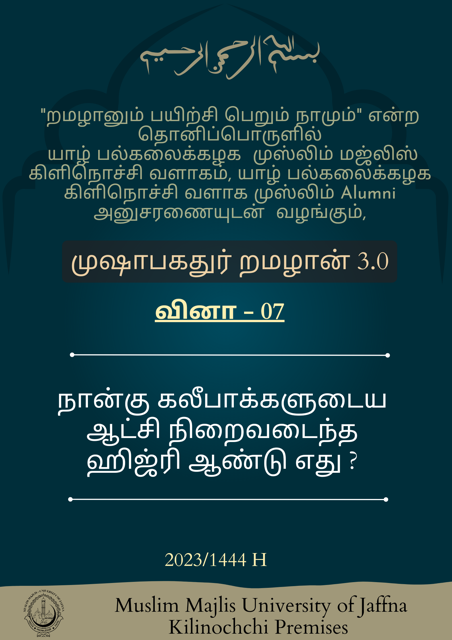 بسم الله الرحمن الرحيم
"றமழானும் பயிற்சி பெறும் நாமும்" என்ற
தொனிப்பொருளில்
யாழ் பல்கலைக்கழக முஸ்லிம் மஜ்லிஸ்
கிளிநொச்சி வளாகம், யாழ் பல்கலைக்கழக
கிளிநொச்சி வளாக முஸ்லிம் Alumni
அனுசரணையுடன் வழங்கும்,
முஷாபகதுர் றமழான் 3.0
வினா - 07
நான்கு கலீபாக்களுடைய
ஆட்சி நிறைவடைந்த
ஹிஜ்ரி ஆண்டு எது ?
2023/1444 H
Muslim Majlis University of Jaffna
Kilinochchi Premises